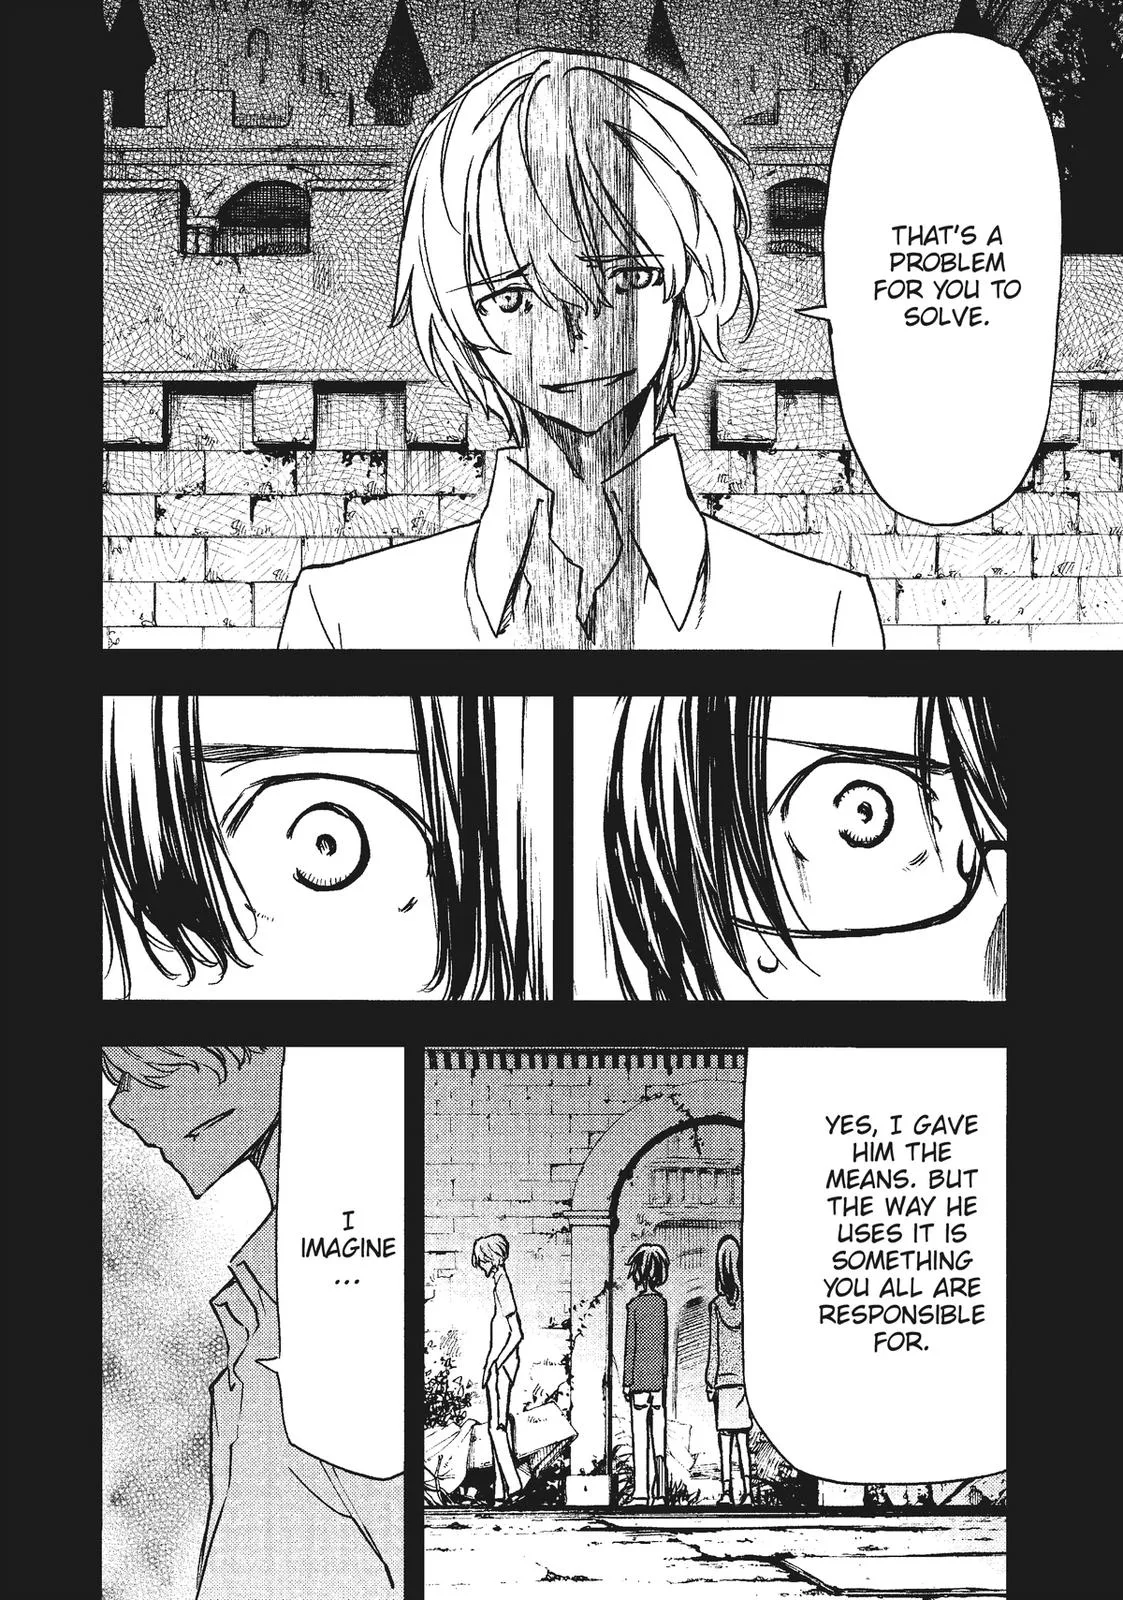 THAT'S A
PROBLEM
FOR YOU TO
SOLVE.
YES, I GAVE
HIM THE
MEANS. BUT
THE WAY HE
USES IT IS
SOMETHING
YOU ALL ARE
RESPONSIBLE
FOR.
I
IMAGINE
...